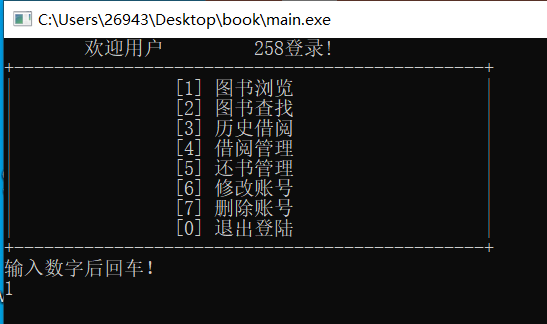 C:\Users\26943\Desktop\book\main.exe
欢迎用户 258登录!
[1] 图书浏览
[2] 图书查找
[3] 历史借阅
[4] 借阅管理
[5] 还书管理
[6] 修改账号
[7] 删除账号
[0] 退出登陆
输入数字后回车!
1